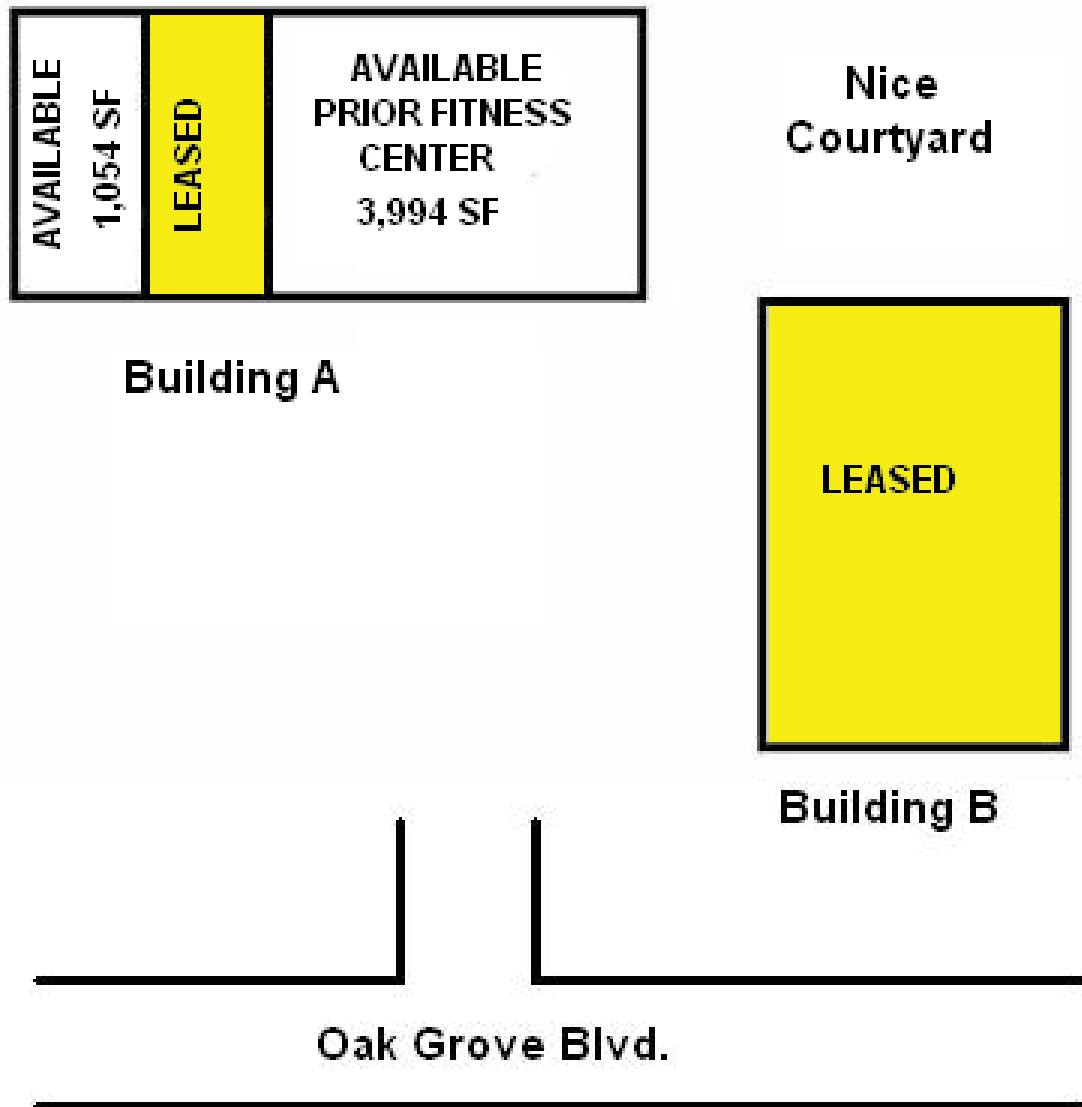 AVAILABLE
1,054 SF
LEASED
AVAILABLE
PRIOR FITNESS
CENTER
3,994 SF
Nice
Courtyard
Building A
LEASED
Building B
Oak Grove Blvd.